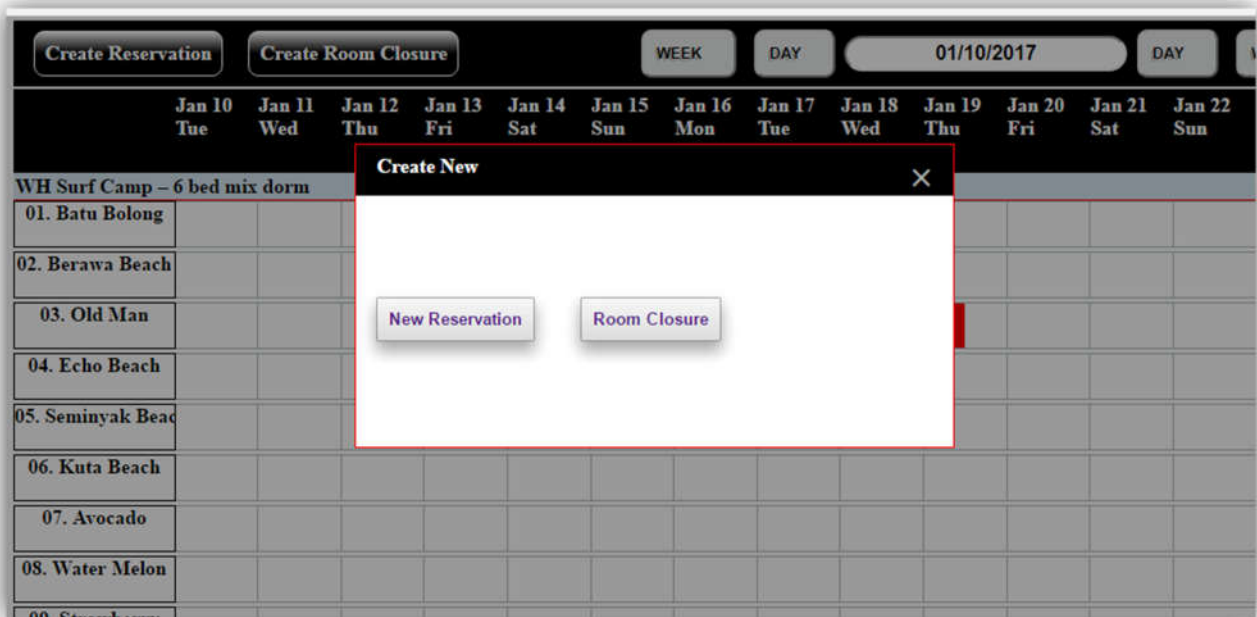 Create Reservation Create Room Closure WEEK DAY 01/10/2017 DAY
Jan 10 Jan 11 Jan 12 Jan 13 Jan 14 Jan 15 Jan 16 Jan 17 Jan 18 Jan 19 Jan 20 Jan 21 Jan 22
Tue Wed Thu Fri Sat Sun Mon Tue Wed Thu Fri Sat Sun
Create New ×
WH Surf Camp – 6 bed mix dorm
01. Batu Bolong
02. Berawa Beach
03. Old Man
New Reservation Room Closure
04. Echo Beach
05. Seminyak Beac
06. Kuta Beach
07. Avocado
08. Water Melon